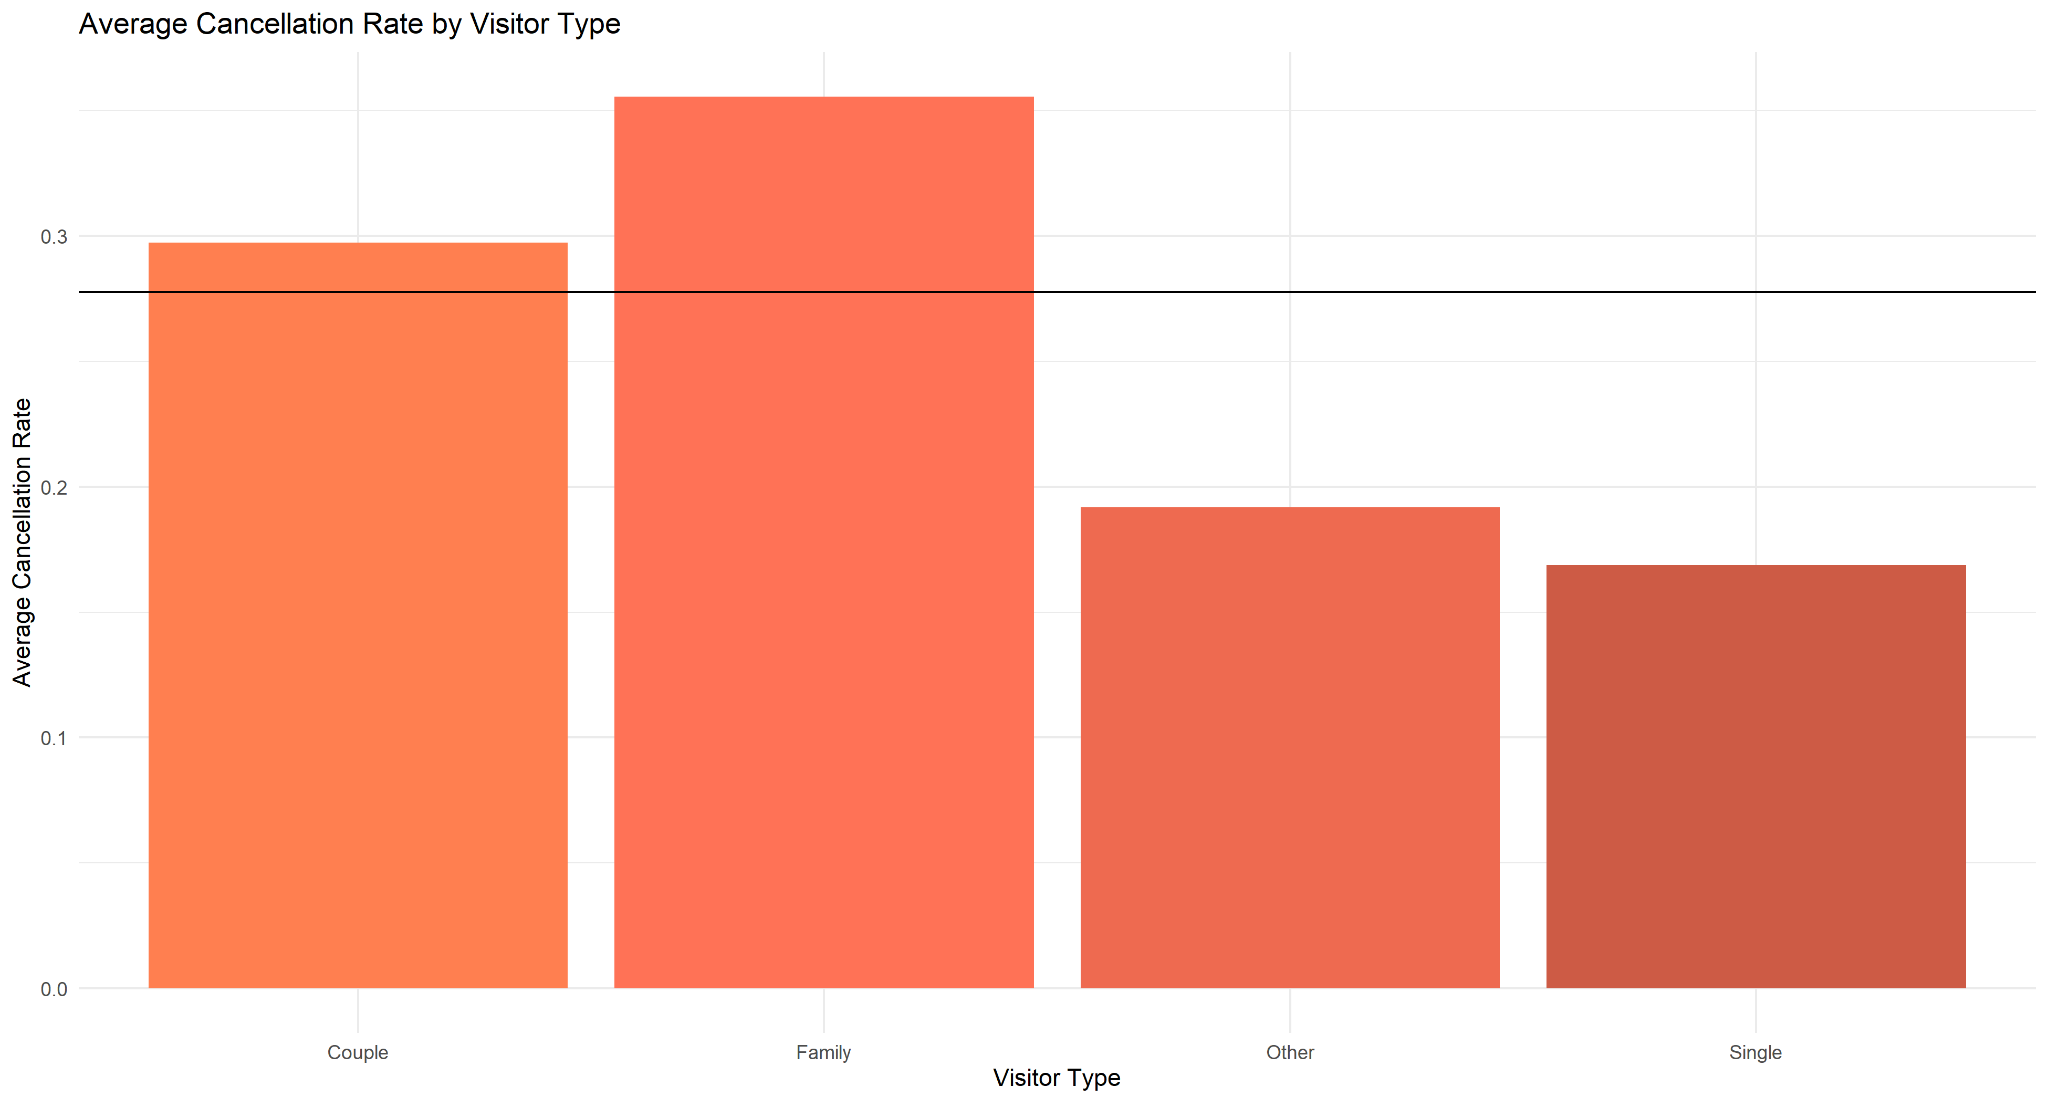 Average Cancellation Rate by Visitor Type
Average Cancellation Rate
0.3
0.2
0.1
0.0
Couple Family Other Single
Visitor Type